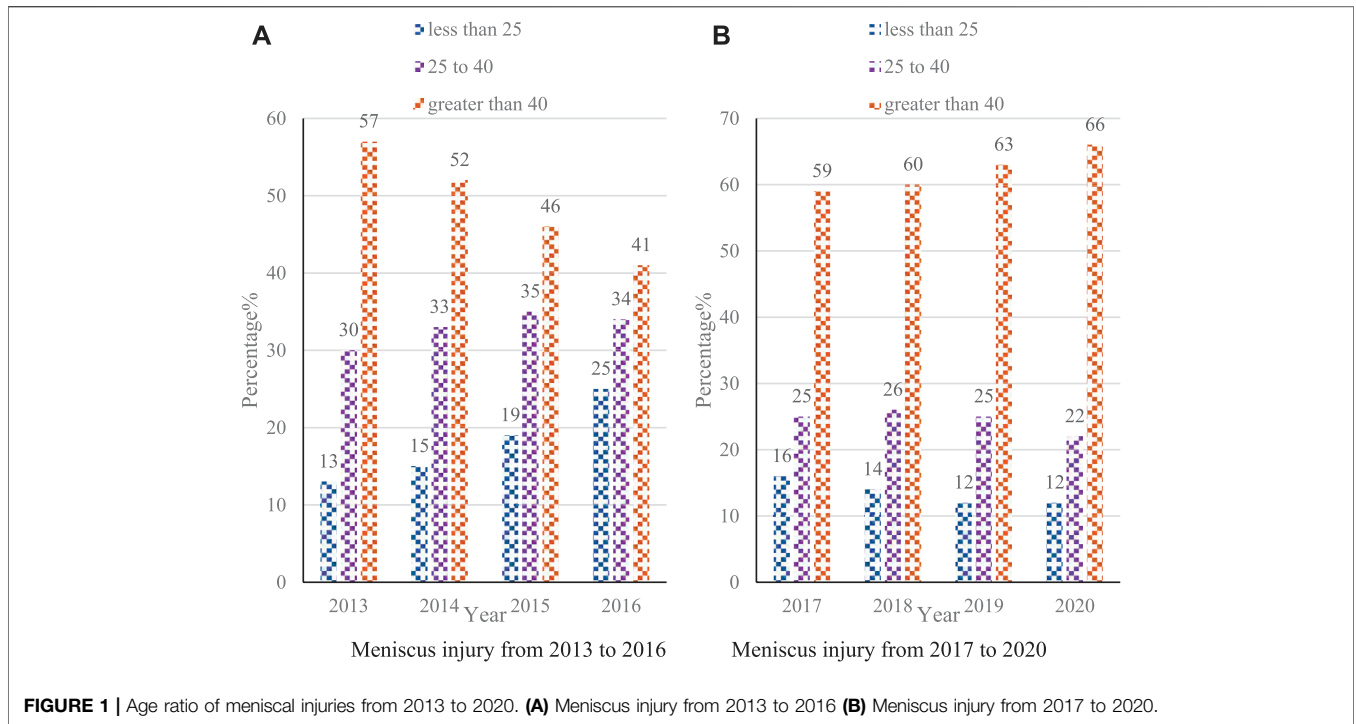 A
less than 25
25 to 40
greater than 40
60
50
40
30
20
10
0
Percentage%
13
30
57
15
33
52
19
35
46
25
34
41
2013 2014 2015 2016
Year
Meniscus injury from 2013 to 2016
B
less than 25
25 to 40
greater than 40
70
60
50
40
30
20
10
0
Percentage%
16
25
59
14
26
60
12
25
63
12
22
66
2017 2018 2019 2020
Year
Meniscus injury from 2017 to 2020
FIGURE 1 | Age ratio of meniscal injuries from 2013 to 2020. (A) Meniscus injury from 2013 to 2016 (B) Meniscus injury from 2017 to 2020.